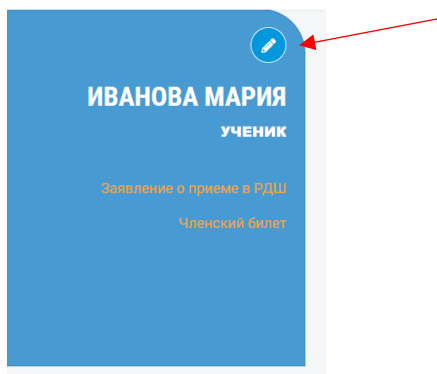 ИВАНОВА МАРИЯ
УЧЕНИК
Заявление о приеме в РДШ
Членский билет